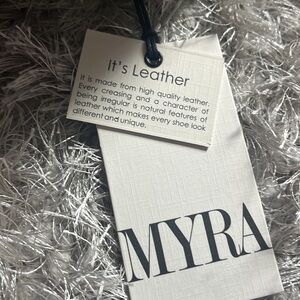 It's Leather
It is made from high quality leather.
Every creasing and a character of
being irregular is nature features of
leather which makes every shoe look
different and unique.
MYRA